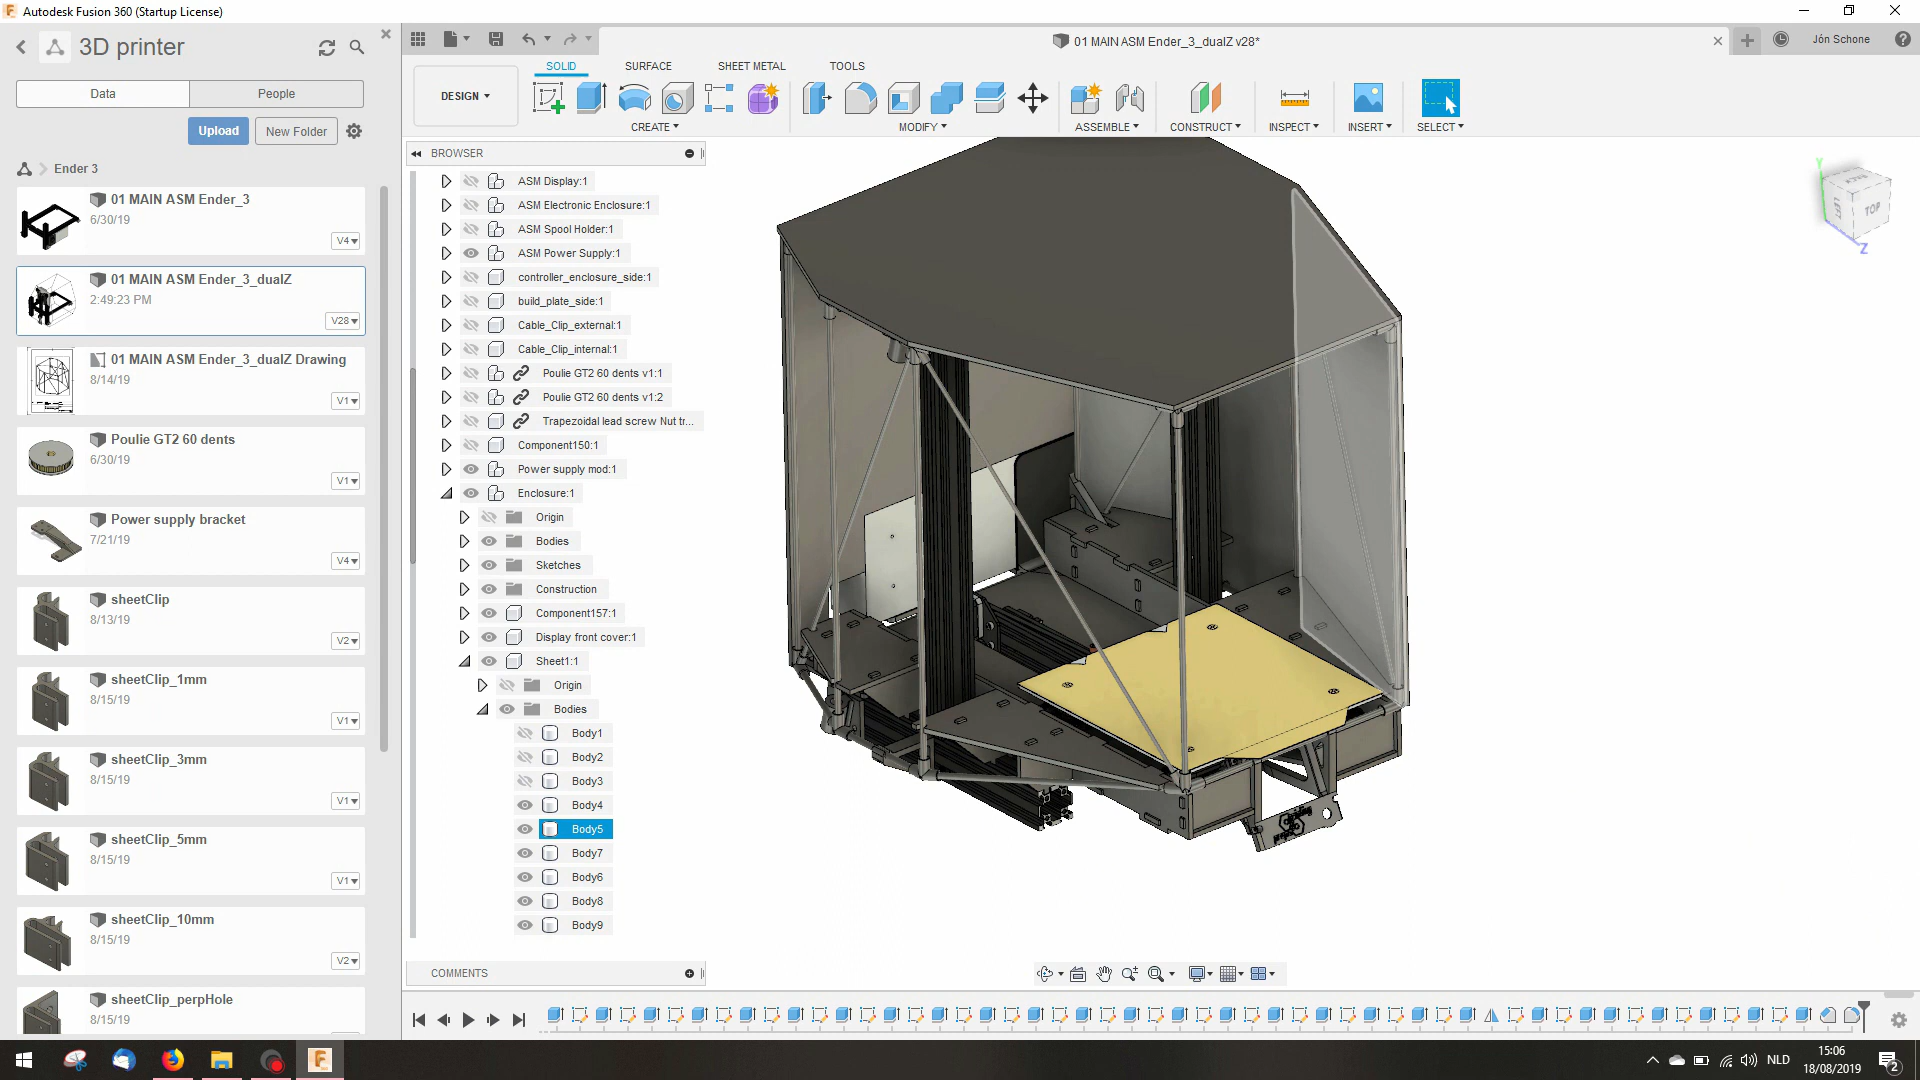 Autodesk Fusion 360 (Startup License)
3D printer
Data
People
Upload
New Folder
Ender 3
01 MAIN ASM Ender_3
6/30/19
V4
01 MAIN ASM Ender_3_dualZ
2:49:23 PM
V28
01 MAIN ASM Ender_3_dualZ Drawing
8/14/19
V1
Poulie GT2 60 dents
6/30/19
V1
Power supply bracket
7/21/19
V4
sheetClip
8/13/19
V2
sheetClip_1mm
8/15/19
V1
sheetClip_3mm
8/15/19
V1
sheetClip_5mm
8/15/19
V1
sheetClip_10mm
8/15/19
V2
sheetClip_perpHole
8/15/19
01 MAIN ASM Ender_3_dualZ v28*
Jón Schone
SOLID
SURFACE
SHEET METAL
TOOLS
DESIGN
CREATE
MODIFY
ASSEMBLE
CONSTRUCT
INSPECT
INSERT
SELECT
BROWSER
ASM Display:1
ASM Electronic Enclosure:1
ASM Spool Holder:1
ASM Power Supply:1
controller_enclosure_side:1
build_plate_side:1
Cable_Clip_external:1
Cable_Clip_internal:1
Poulie GT2 60 dents v1:1
Poulie GT2 60 dents v1:2
Trapezoidal lead screw Nut tr...
Component150:1
Power supply mod:1
Enclosure:1
Origin
Bodies
Sketches
Construction
Component157:1
Display front cover:1
Sheet1:1
Origin
Bodies
Body1
Body2
Body3
Body4
Body5
Body7
Body6
Body8
Body9
COMMENTS
Y
BACK
LEFT
TOP
Z
NLD
15:06
18/08/2019
2